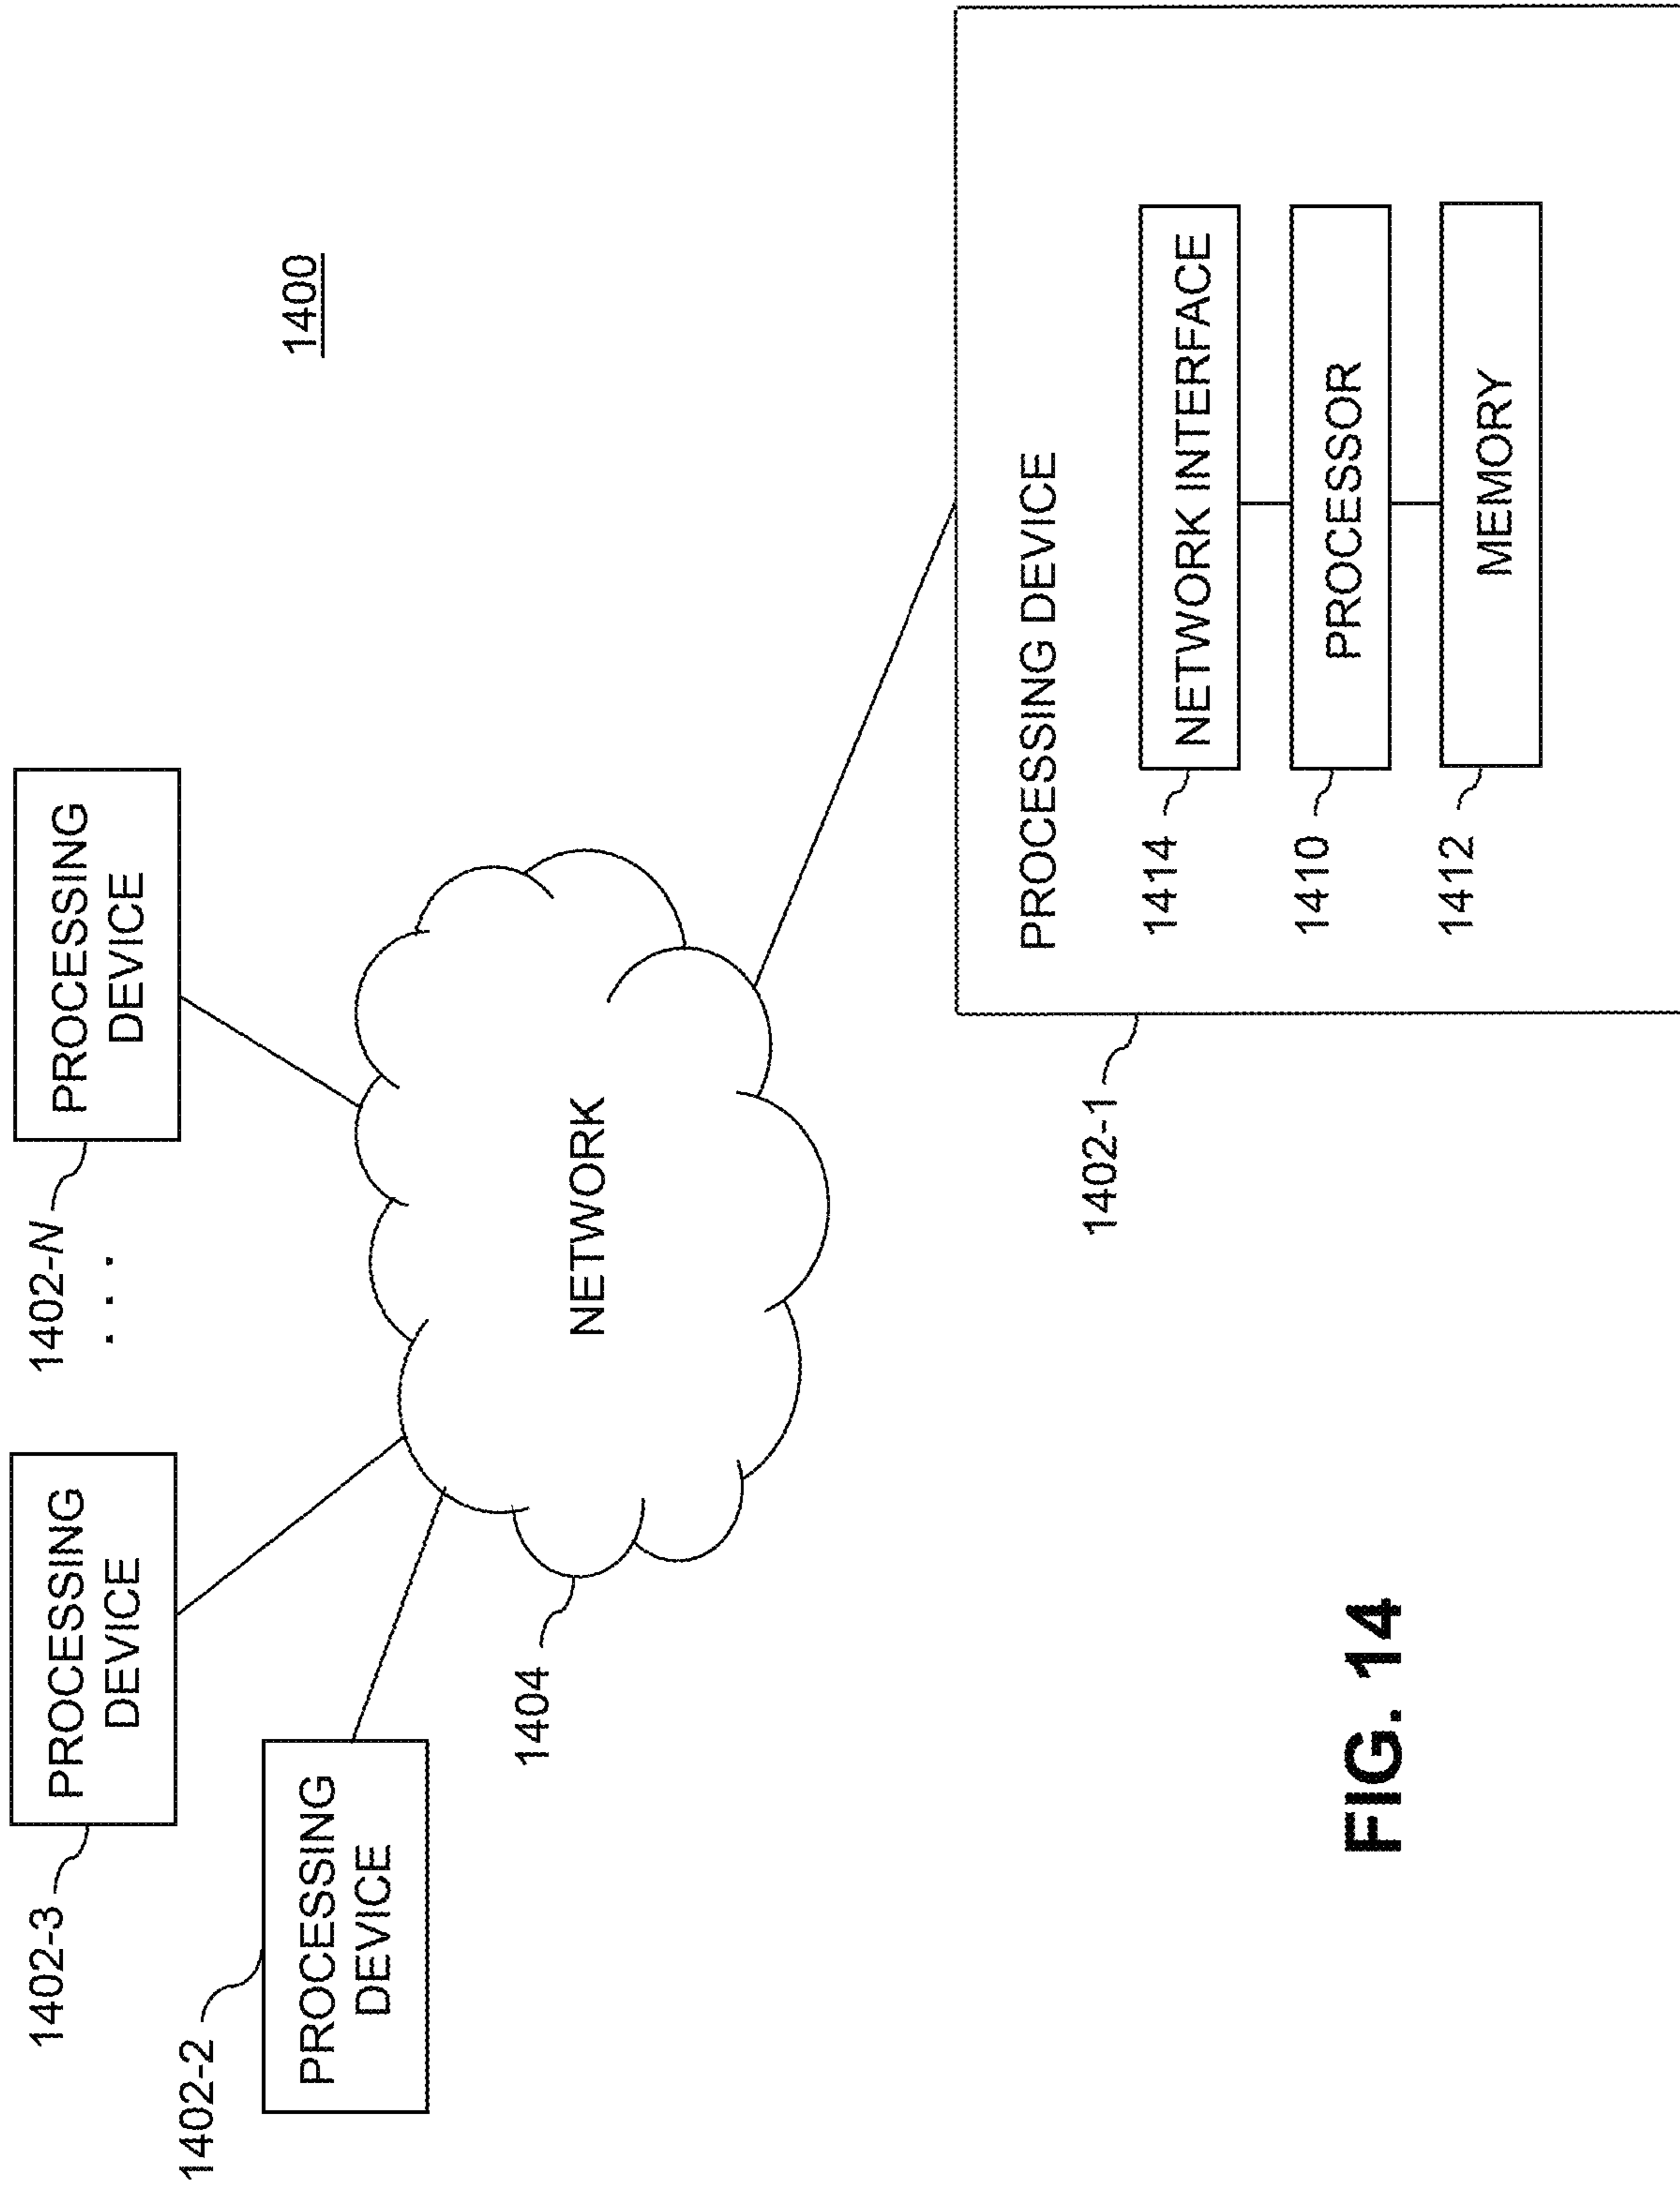 1402-2
PROCESSING
DEVICE
1402-3
PROCESSING
DEVICE
. . .
1402-N
PROCESSING
DEVICE
1400
1404
NETWORK
1402-1
PROCESSING DEVICE
1414
NETWORK INTERFACE
1410
PROCESSOR
1412
MEMORY
FIG. 14